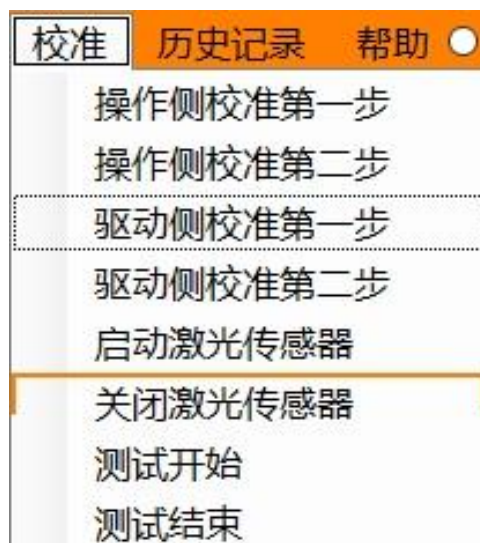 校准 历史记录 帮助
操作侧校准第一步
操作侧校准第二步
驱动侧校准第一步
驱动侧校准第二步
启动激光传感器
关闭激光传感器
测试开始
测试结束